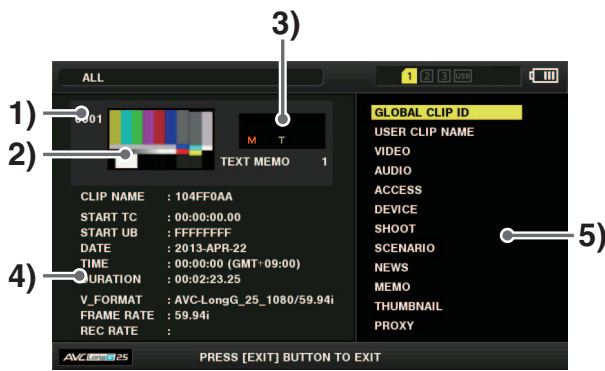 3)
ALL
1 2 3 USB
1)
0001
2)
M T
TEXT MEMO 1
CLIP NAME : 104FF0AA
START TC : 00:00:00.00
START UB : FFFFFFFF
DATE : 2013-APR-22
4)
TIME : 00:00:00 (GMT+09:00)
DURATION : 00:02:23.25
V_FORMAT : AVC-LongG_25_1080/59.94i
FRAME RATE : 59.94i
REC RATE :
GLOBAL CLIP ID
USER CLIP NAME
VIDEO
AUDIO
ACCESS
DEVICE
SHOOT
5)
SCENARIO
NEWS
MEMO
THUMBNAIL
PROXY
AVC LongG 25
PRESS [EXIT] BUTTON TO EXIT